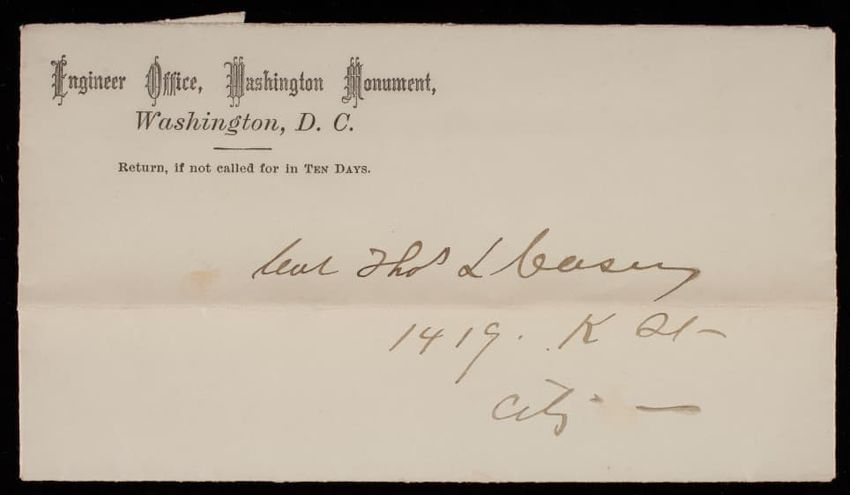 Engineer Office, Washington Monument,
Washington, D. C.
Return, if not called for in TEN DAYS.
Col Thos L Casey
1419. K St -
City -